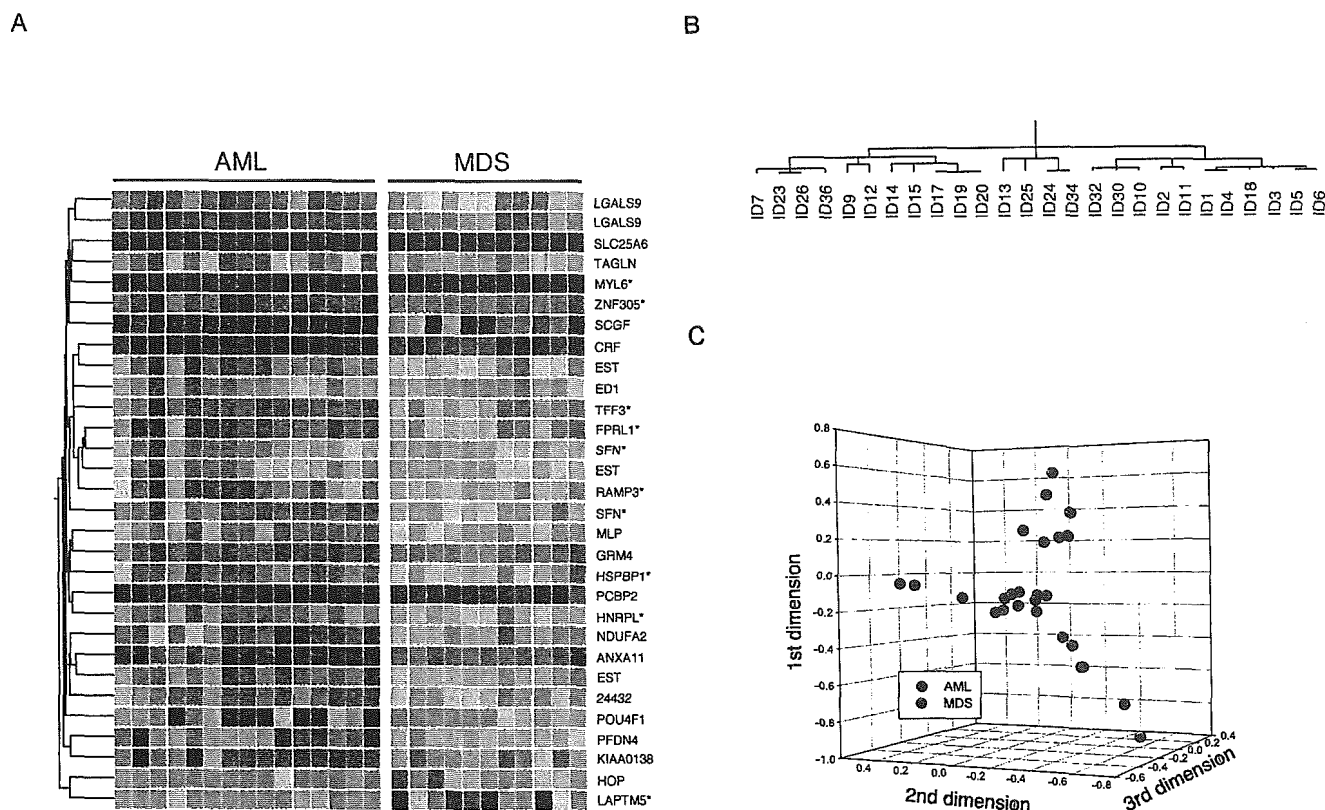 A
AML
MDS
LGALS9
LGALS9
SLC25A6
TAGLN
MYL6*
ZNF305*
SCGF
CRF
EST
ED1
TFF3*
FPRL1*
SFN*
EST
RAMP3*
SFN*
MLP
GRM4
HSPBP1*
PCBP2
HNRPL*
NDUFA2
ANXA11
EST
24432
POU4F1
PFDN4
KIAA0138
HOP
LAPTM5*
B
ID7
ID23
ID26
ID36
ID9
ID12
ID14
ID15
ID17
ID19
ID20
ID13
ID25
ID24
ID34
ID32
ID30
ID10
ID2
ID11
ID1
ID4
ID18
ID3
ID5
ID6
C
0.8
0.6
0.4
0.2
0.0
-0.2
-0.4
-0.6
-0.8
-1.0
1st dimension
AML
MDS
0.4
0.2
0.0
-0.2
-0.4
-0.6
-0.8
2nd dimension
-0.6
-0.4
-0.2
0.0
0.2
0.4
3rd dimension